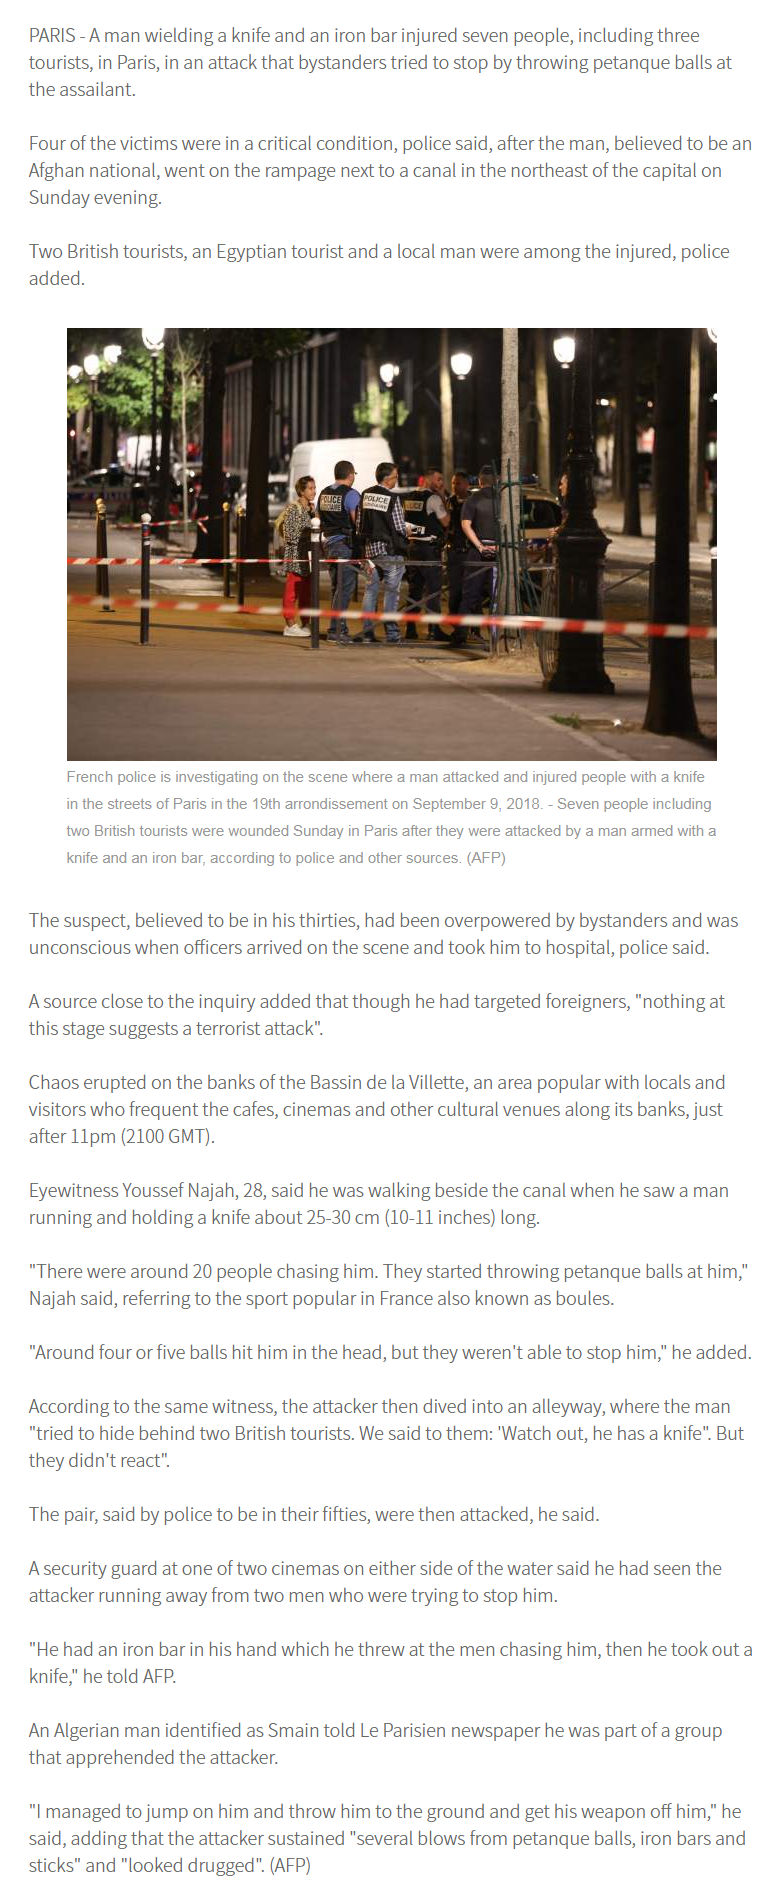 PARIS - A man wielding a knife and an iron bar injured seven people, including three
tourists, in Paris, in an attack that bystanders tried to stop by throwing petanque balls at
the assailant.
Four of the victims were in a critical condition, police said, after the man, believed to be an
Afghan national, went on the rampage next to a canal in the northeast of the capital on
Sunday evening.
Two British tourists, an Egyptian tourist and a local man were among the injured, police
added.
POLICE
POLICE
French police is investigating on the scene where a man attacked and injured people with a knife
in the streets of Paris in the 19th arrondissement on September 9, 2018. - Seven people including
two British tourists were wounded Sunday in Paris after they were attacked by a man armed with a
knife and an iron bar, according to police and other sources. (AFP)
The suspect, believed to be in his thirties, had been overpowered by bystanders and was
unconscious when officers arrived on the scene and took him to hospital, police said.
A source close to the inquiry added that though he had targeted foreigners, "nothing at
this stage suggests a terrorist attack".
Chaos erupted on the banks of the Bassin de la Villette, an area popular with locals and
visitors who frequent the cafes, cinemas and other cultural venues along its banks, just
after 11pm (2100 GMT).
Eyewitness Youssef Najah, 28, said he was walking beside the canal when he saw a man
running and holding a knife about 25-30 cm (10-11 inches) long.
"There were around 20 people chasing him. They started throwing petanque balls at him,"
Najah said, referring to the sport popular in France also known as boules.
"Around four or five balls hit him in the head, but they weren't able to stop him," he added.
According to the same witness, the attacker then dived into an alleyway, where the man
"tried to hide behind two British tourists. We said to them: 'Watch out, he has a knife". But
they didn't react".
The pair, said by police to be in their fifties, were then attacked, he said.
A security guard at one of two cinemas on either side of the water said he had seen the
attacker running away from two men who were trying to stop him.
"He had an iron bar in his hand which he threw at the men chasing him, then he took out a
knife," he told AFP.
An Algerian man identified as Smain told Le Parisien newspaper he was part of a group
that apprehended the attacker.
"I managed to jump on him and throw him to the ground and get his weapon off him," he
said, adding that the attacker sustained "several blows from petanque balls, iron bars and
sticks" and "looked drugged". (AFP)